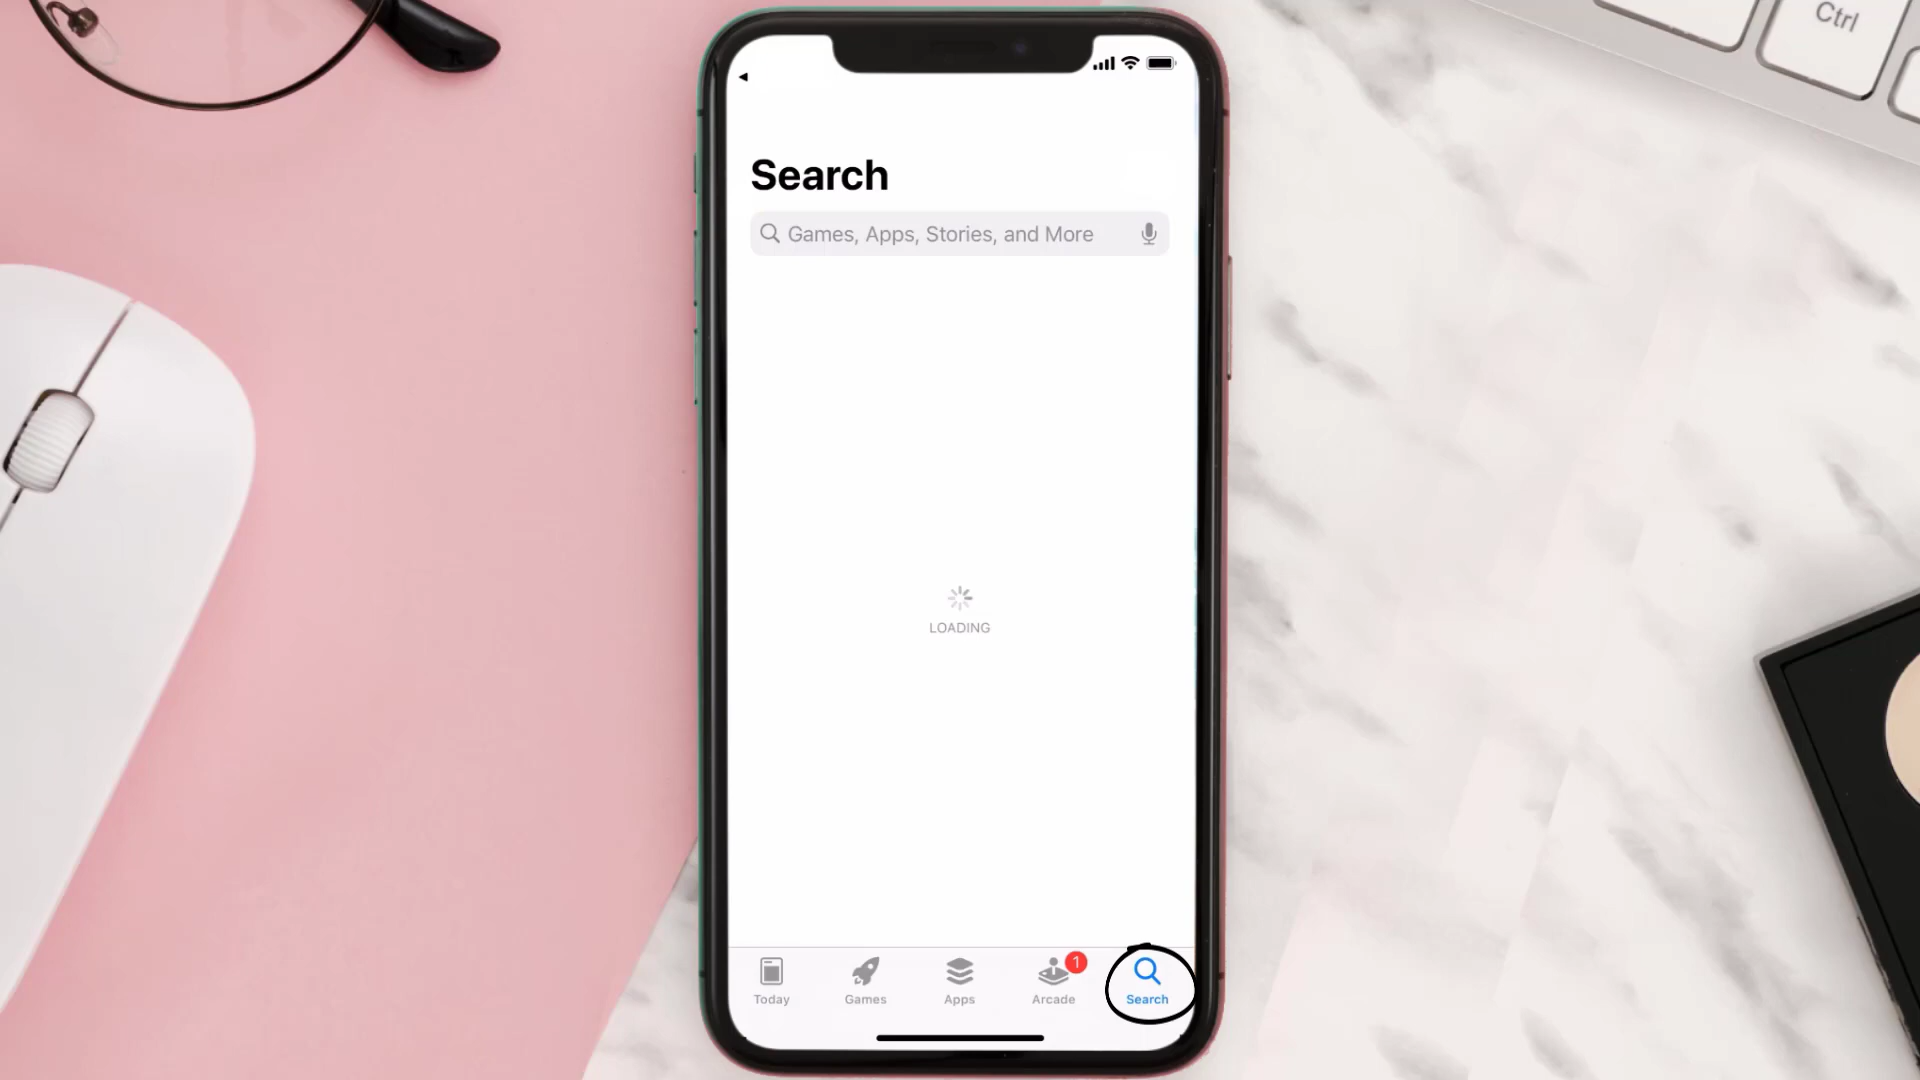 Ctrl
Search
Games, Apps, Stories, and More
LOADING
1
Today
Games
Apps
Arcade
Search